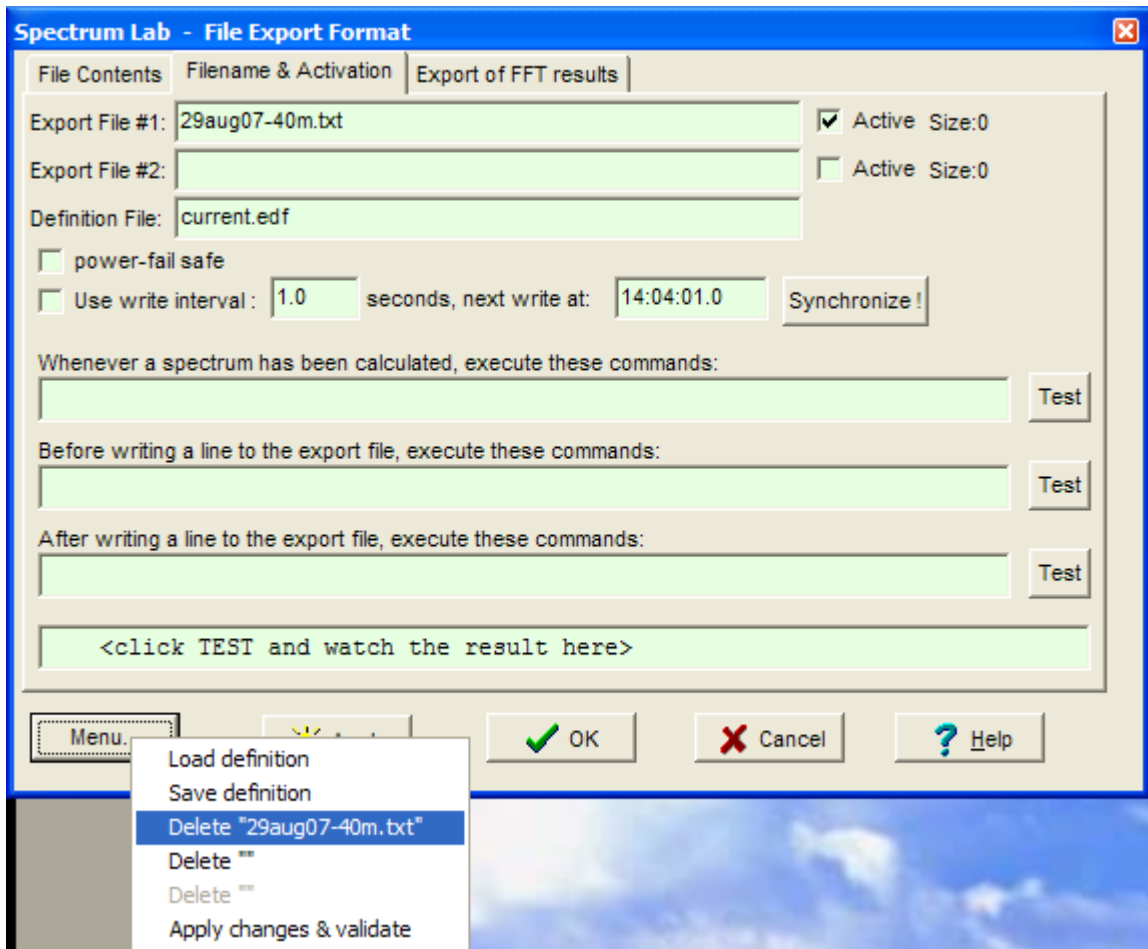 Spectrum Lab - File Export Format
File Contents Filename & Activation Export of FFT results
Export File #1: 29aug07-40m.txt Active Size:0
Export File #2: Active Size:0
Definition File: current.edf
power-fail safe
Use write interval : 1.0 seconds, next write at: 14:04:01.0 Synchronize !
Whenever a spectrum has been calculated, execute these commands:
Test
Before writing a line to the export file, execute these commands:
Test
After writing a line to the export file, execute these commands:
Test
<click TEST and watch the result here>
Menu.. OK Cancel Help
Load definition
Save definition
Delete "29aug07-40m.txt"
Delete ""
Delete ""
Apply changes & validate